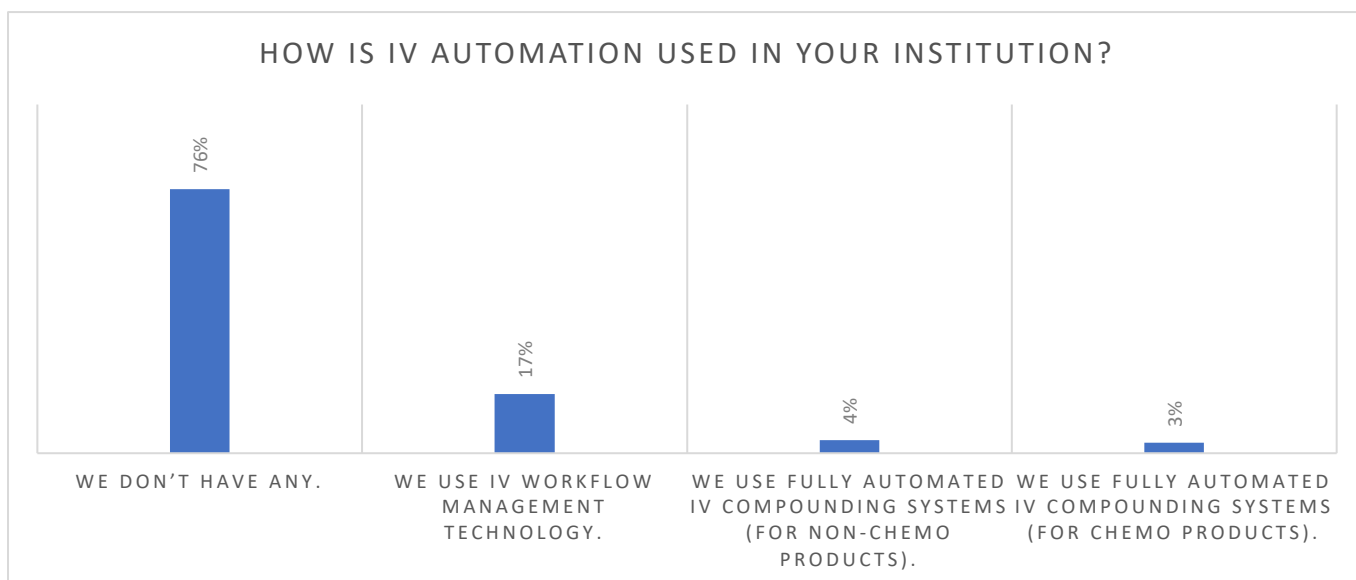 HOW IS IV AUTOMATION USED IN YOUR INSTITUTION?
76%
17%
4%
3%
WE DON’T HAVE ANY.
WE USE IV WORKFLOW
MANAGEMENT
TECHNOLOGY.
WE USE FULLY AUTOMATED
IV COMPOUNDING SYSTEMS
(FOR NON-CHEMO
PRODUCTS).
WE USE FULLY AUTOMATED
IV COMPOUNDING SYSTEMS
(FOR CHEMO PRODUCTS).